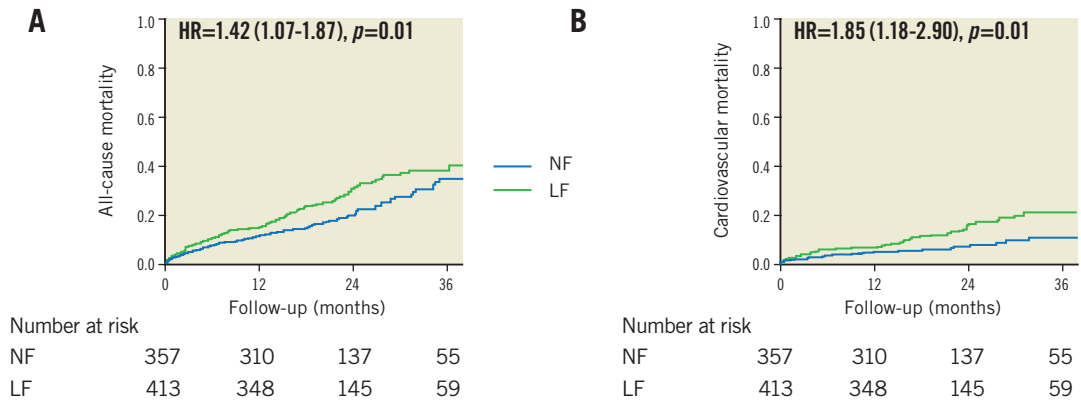 A
HR=1.42 (1.07-1.87), p=0.01
All-cause mortality
1.0
0.8
0.6
0.4
0.2
0.0
0 12 24 36
Follow-up (months)
Number at risk
NF 357 310 137 55
LF 413 348 145 59
NF
LF
B
HR=1.85 (1.18-2.90), p=0.01
Cardiovascular mortality
1.0
0.8
0.6
0.4
0.2
0.0
0 12 24 36
Follow-up (months)
Number at risk
NF 357 310 137 55
LF 413 348 145 59